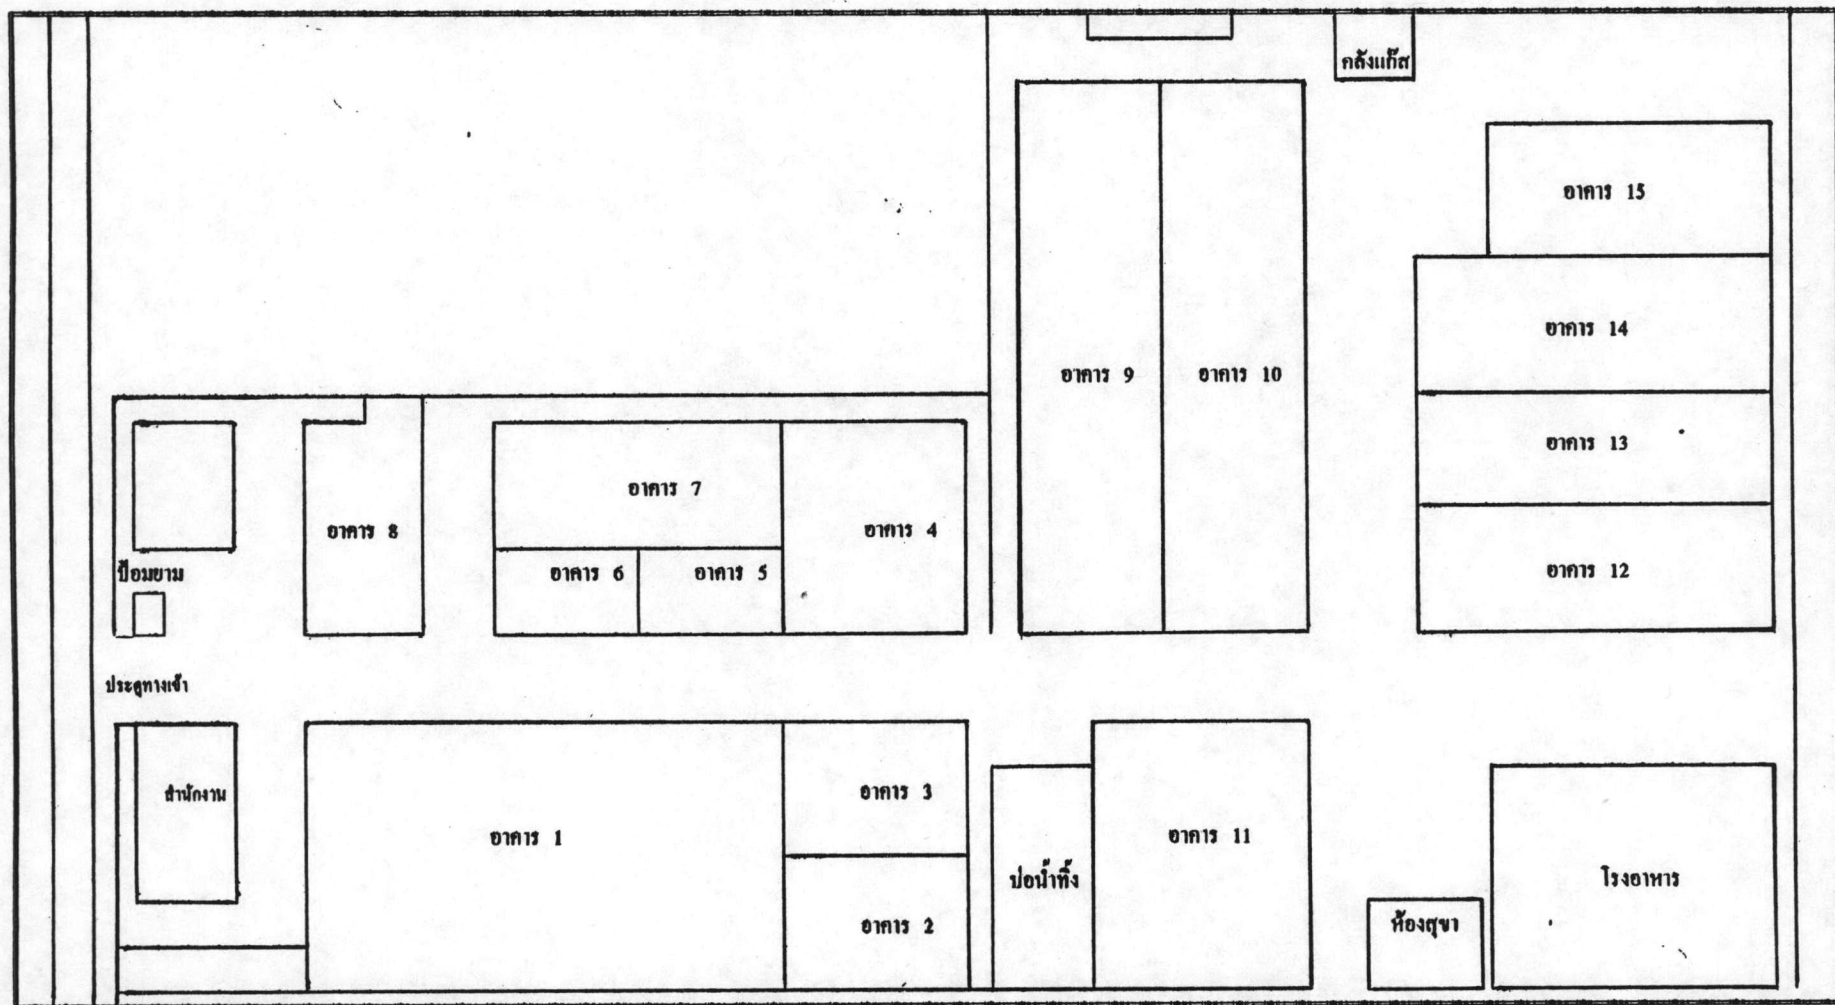 คลังแก๊ส
อาคาร 15
อาคาร 14
อาคาร 9
อาคาร 10
อาคาร 13
อาคาร 7
อาคาร 8
อาคาร 4
ป้อมยาม
อาคาร 6
อาคาร 5
อาคาร 12
ประตูทางเข้า
สำนักงาน
อาคาร 3
อาคาร 1
อาคาร 11
บ่อน้ำทิ้ง
โรงอาหาร
อาคาร 2
ห้องสุขา